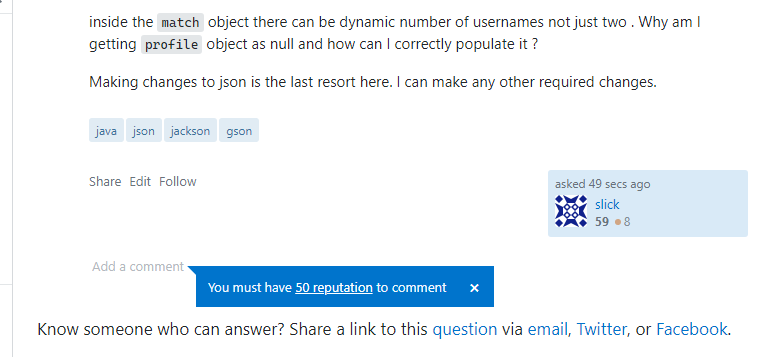 inside the match object there can be dynamic number of usernames not just two . Why am I
getting profile object as null and how can I correctly populate it ?
Making changes to json is the last resort here. I can make any other required changes.
java json jackson gson
Share Edit Follow
asked 49 secs ago
slick
59 8
Add a comment
You must have 50 reputation to comment ×
Know someone who can answer? Share a link to this question via email, Twitter, or Facebook.